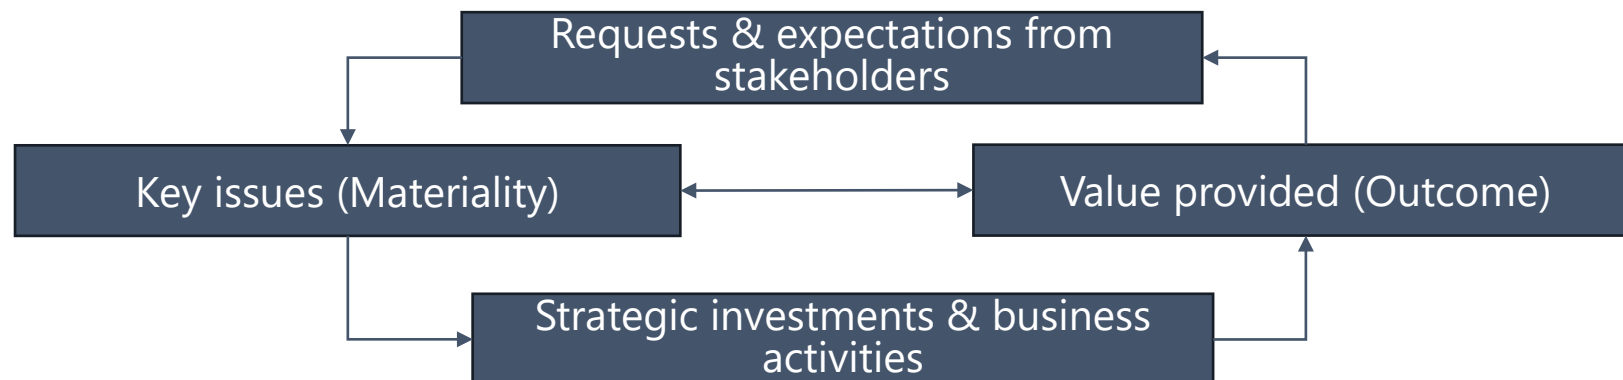 Requests & expectations from
stakeholders
Key issues (Materiality)
Value provided (Outcome)
Strategic investments & business
activities